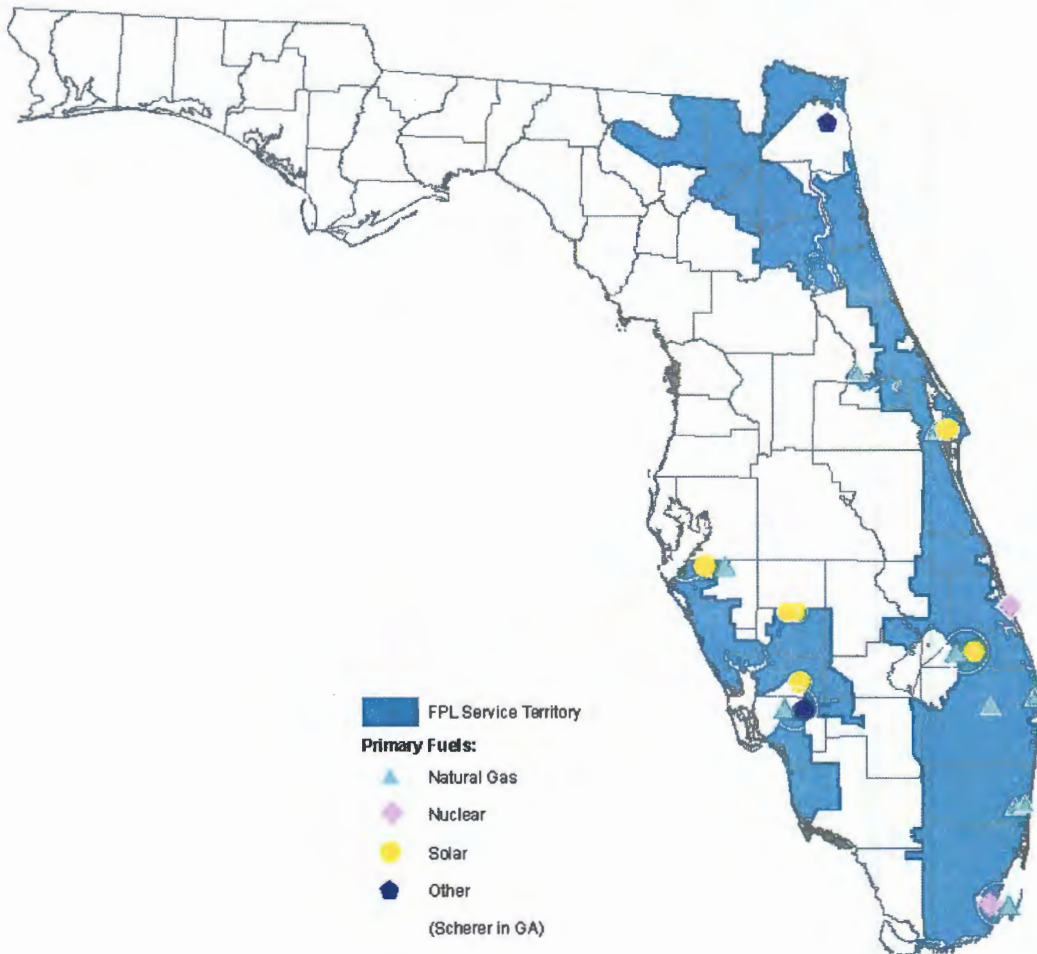 FPL Service Territory
Primary Fuels:
Natural Gas
Nuclear
Solar
Other
(Scherer in GA)